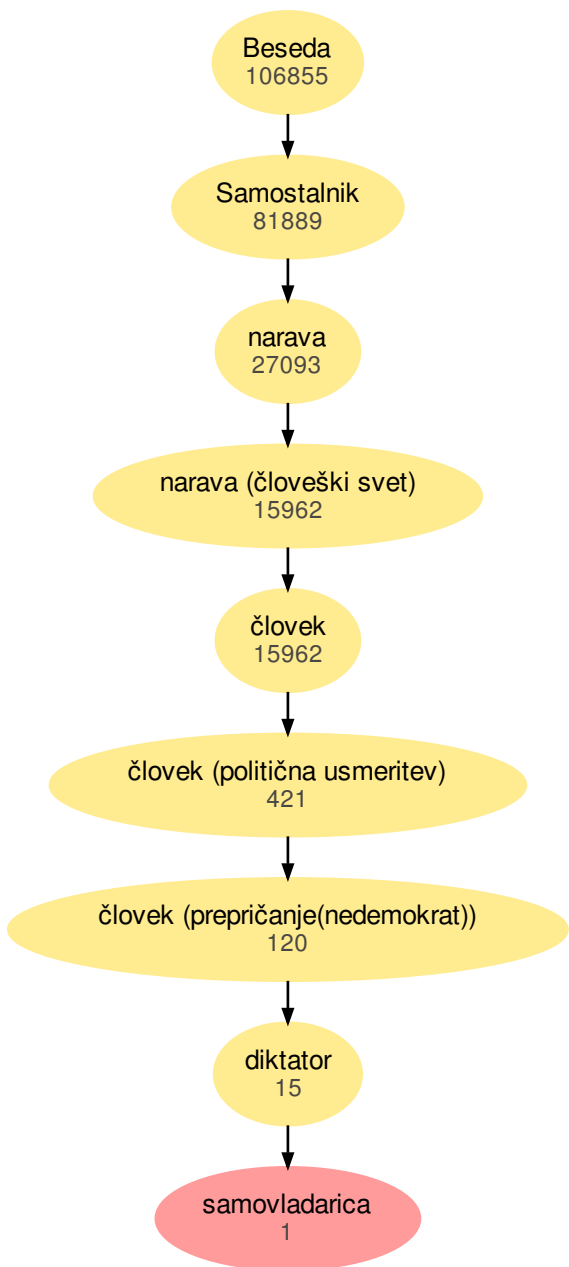 Beseda
106855
Samostalnik
81889
narava
27093
narava (človeški svet)
15962
človek
15962
človek (politična usmeritev)
421
človek (prepričanje(nedemokrat))
120
diktator
15
samovladarica
1